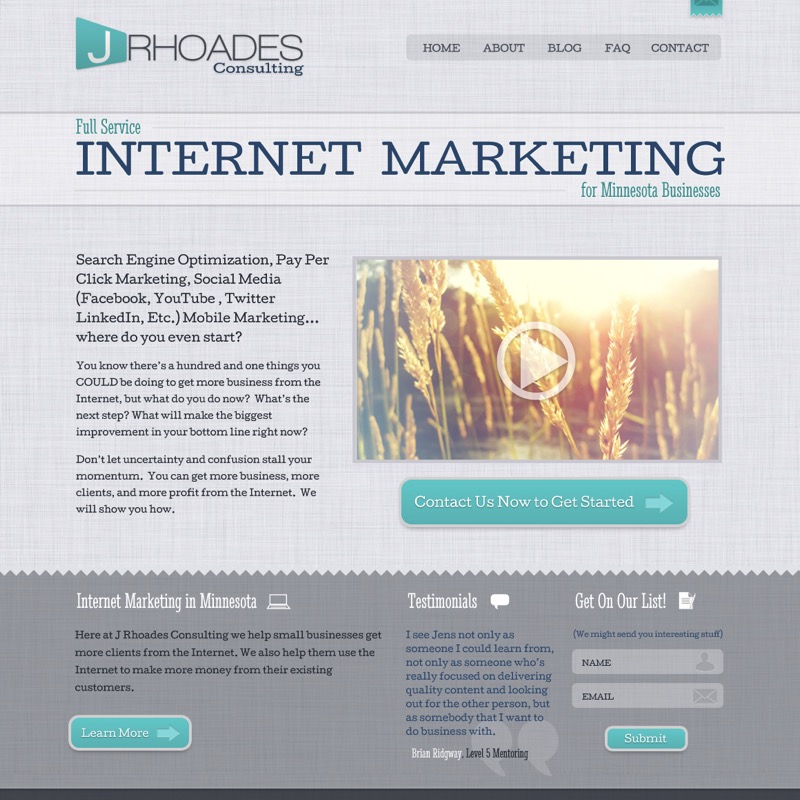 J RHOADES
Consulting
HOME ABOUT BLOG FAQ CONTACT
Full Service
INTERNET MARKETING
for Minnesota Businesses
Search Engine Optimization, Pay Per
Click Marketing, Social Media
(Facebook, YouTube , Twitter
LinkedIn, Etc.) Mobile Marketing...
where do you even start?
You know there's a hundred and one things you
COULD be doing to get more business from the
Internet, but what do you do now? What's the
next step? What will make the biggest
improvement in your bottom line right now?
Don't let uncertainty and confusion stall your
momentum. You can get more business, more
clients, and more profit from the Internet. We
will show you how.
Contact Us Now to Get Started
Internet Marketing in Minnesota
Here at J Rhoades Consulting we help small businesses get
more clients from the Internet. We also help them use the
Internet to make more money from their existing
customers.
Learn More
Testimonials
I see Jens not only as
someone I could learn from,
not only as someone who's
really focused on delivering
quality content and looking
out for the other person, but
as somebody that I want to
do business with.
Brian Ridgway, Level 5 Mentoring
Get On Our List!
(We might send you interesting stuff)
NAME
EMAIL
Submit